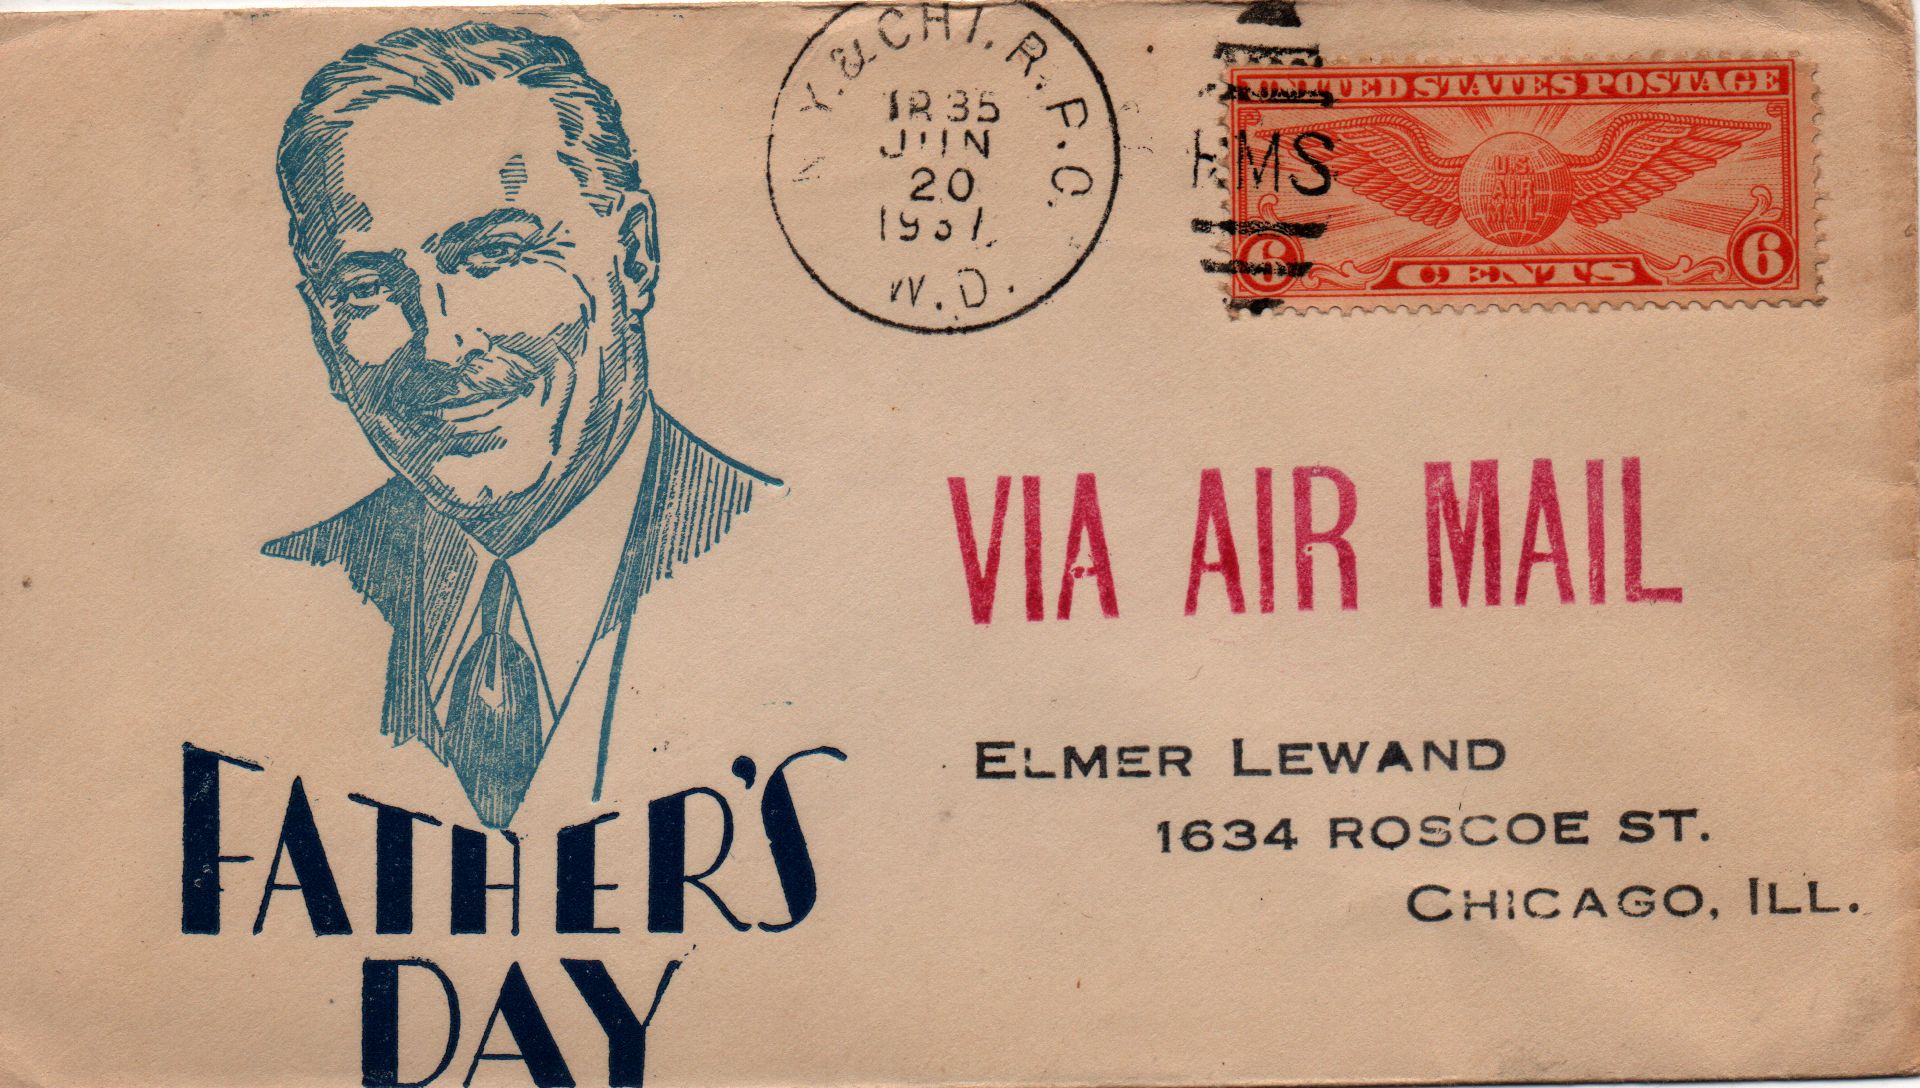 N.Y. & CHI. R.P.O.
TR 35
JUN
20
1937
W.D.
RMS
UNITED STATES POSTAGE
U.S.
AIR
MAIL
6 CENTS 6
VIA AIR MAIL
ELMER LEWAND
1634 ROSCOE ST.
CHICAGO, ILL.
FATHER'S
DAY